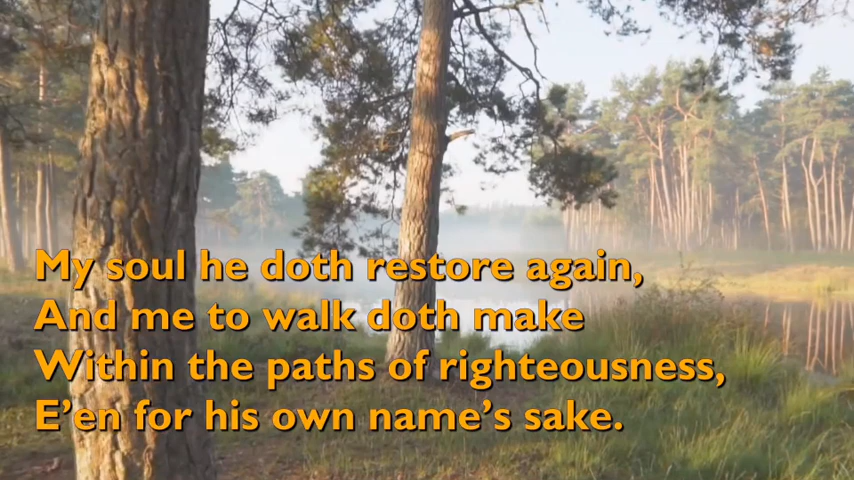 My soul he doth restore again,
And me to walk doth make
Within the paths of righteousness,
E’en for his own name’s sake.